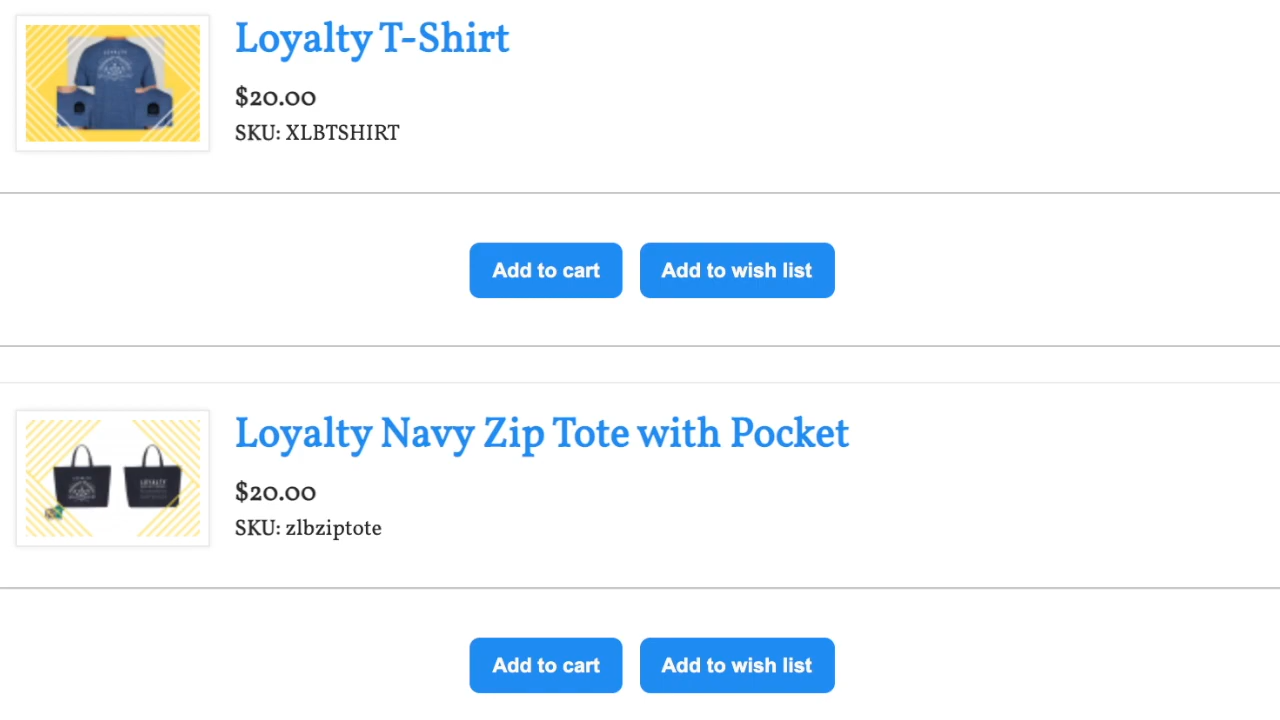 Loyalty T-Shirt
$20.00
SKU: XLBTSHIRT
Add to cart
Add to wish list
Loyalty Navy Zip Tote with Pocket
LOYALTY
$20.00
SKU: zlbziptote
Add to cart
Add to wish list